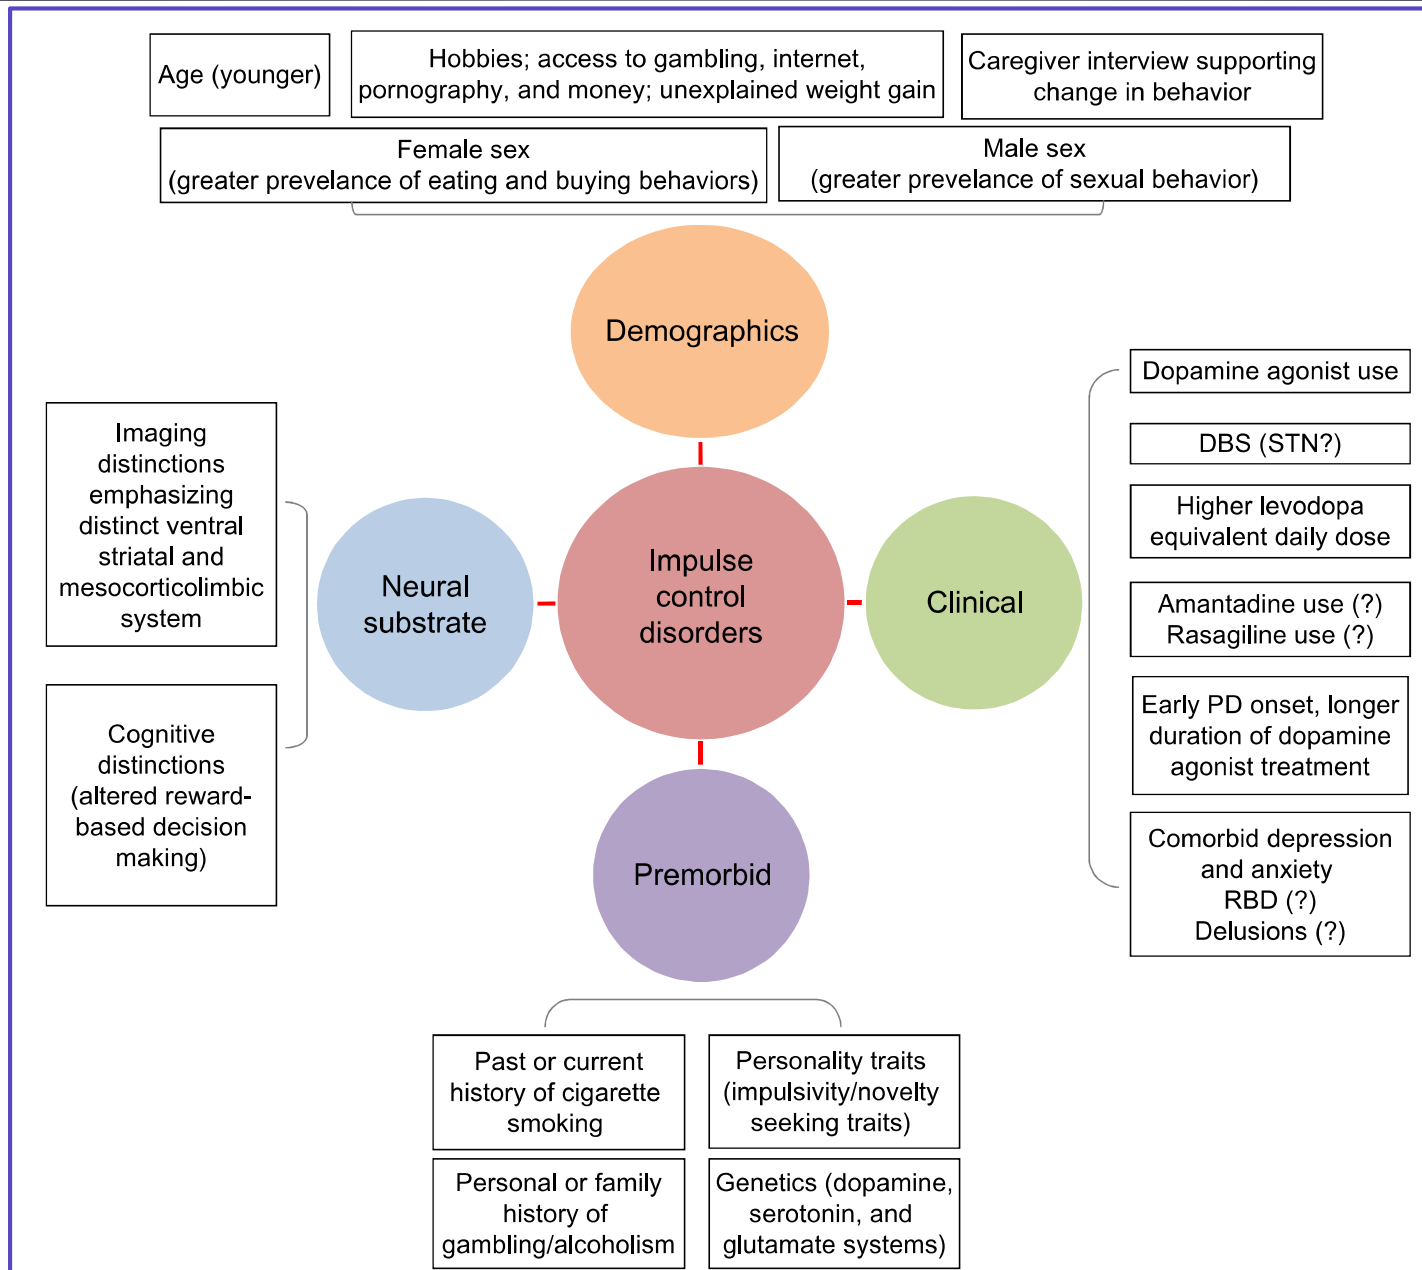 Age (younger)
Hobbies; access to gambling, internet,
pornography, and money; unexplained weight gain
Caregiver interview supporting
change in behavior
Female sex
(greater prevelance of eating and buying behaviors)
Male sex
(greater prevelance of sexual behavior)
Demographics
Imaging
distinctions
emphasizing
distinct ventral
striatal and
mesocorticolimbic
system
Cognitive
distinctions
(altered reward-
based decision
making)
Neural
substrate
Impulse
control
disorders
Clinical
Dopamine agonist use
DBS (STN?)
Higher levodopa
equivalent daily dose
Amantadine use (?)
Rasagiline use (?)
Early PD onset, longer
duration of dopamine
agonist treatment
Comorbid depression
and anxiety
RBD (?)
Delusions (?)
Premorbid
Past or current
history of cigarette
smoking
Personality traits
(impulsivity/novelty
seeking traits)
Personal or family
history of
gambling/alcoholism
Genetics (dopamine,
serotonin, and
glutamate systems)